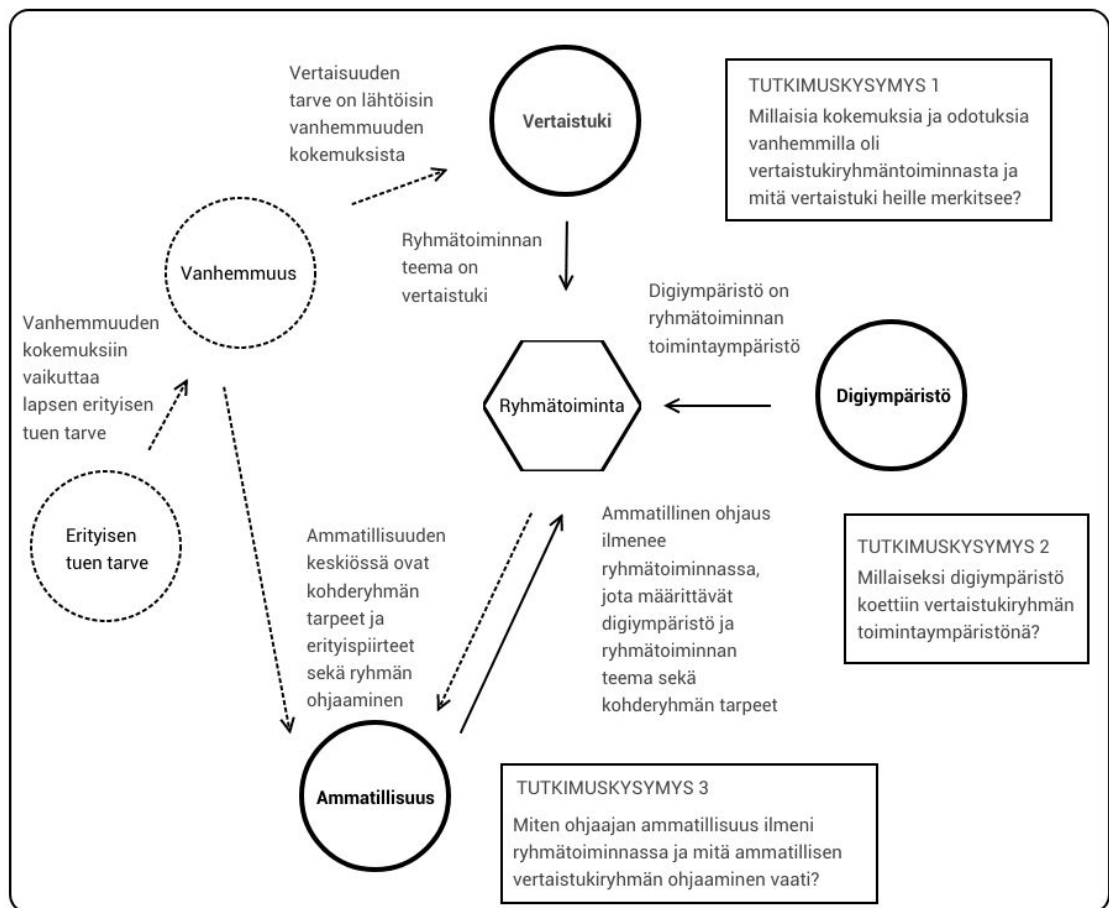 Vertaisuuden
tarve on lähtöisin
vanhemmuuden
kokemuksista
Vertaistuki
TUTKIMUSKYSYMYS 1
Millaisia kokemuksia ja odotuksia
vanhemmilla oli
vertaistukiryhmäntoiminnasta ja
mitä vertaistuki heille merkitsee?
Vanhemmuus
Ryhmätoiminnan
teema on
vertaistuki
Digiympäristö on
ryhmätoiminnan
toimintaympäristö
Vanhemmuuden
kokemuksiin
vaikuttaa
lapsen erityisen
tuen tarve
Ryhmätoiminta
Digiympäristö
Erityisen
tuen tarve
Ammatillisuuden
keskiössä ovat
kohderyhmän
tarpeet ja
erityispiirteet
sekä ryhmän
ohjaaminen
Ammatillinen ohjaus
ilmenee
ryhmätoiminnassa,
jota määrittävät
digiympäristö ja
ryhmätoiminnan
teema sekä
kohderyhmän tarpeet
TUTKIMUSKYSYMYS 2
Millaiseksi digiympäristö
koettiin vertaistukiryhmän
toimintaympäristönä?
Ammatillisuus
TUTKIMUSKYSYMYS 3
Miten ohjaajan ammatillisuus ilmeni
ryhmätoiminnassa ja mitä ammatillisen
vertaistukiryhmän ohjaaminen vaati?